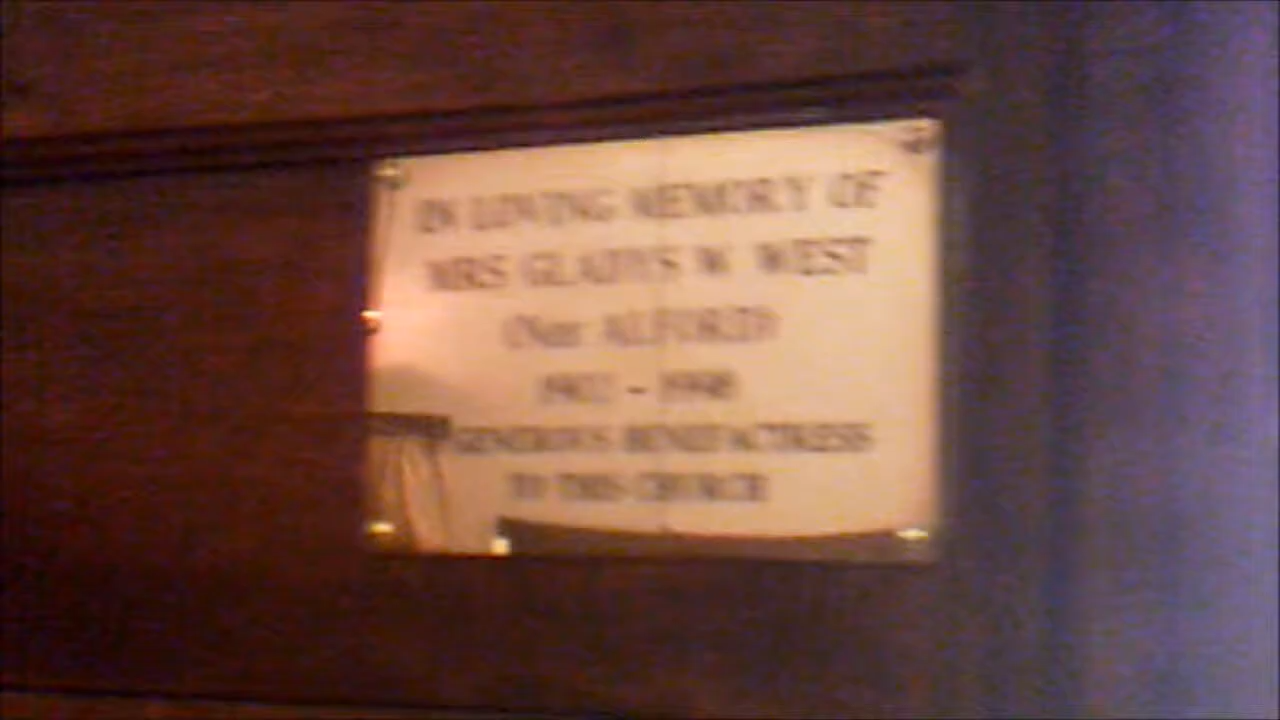 IN LOVING MEMORY OF
MRS GLADYS W WEST
(Nee ALFORD)
GENEROUS BENEFACTRESS
TO THIS CHURCH